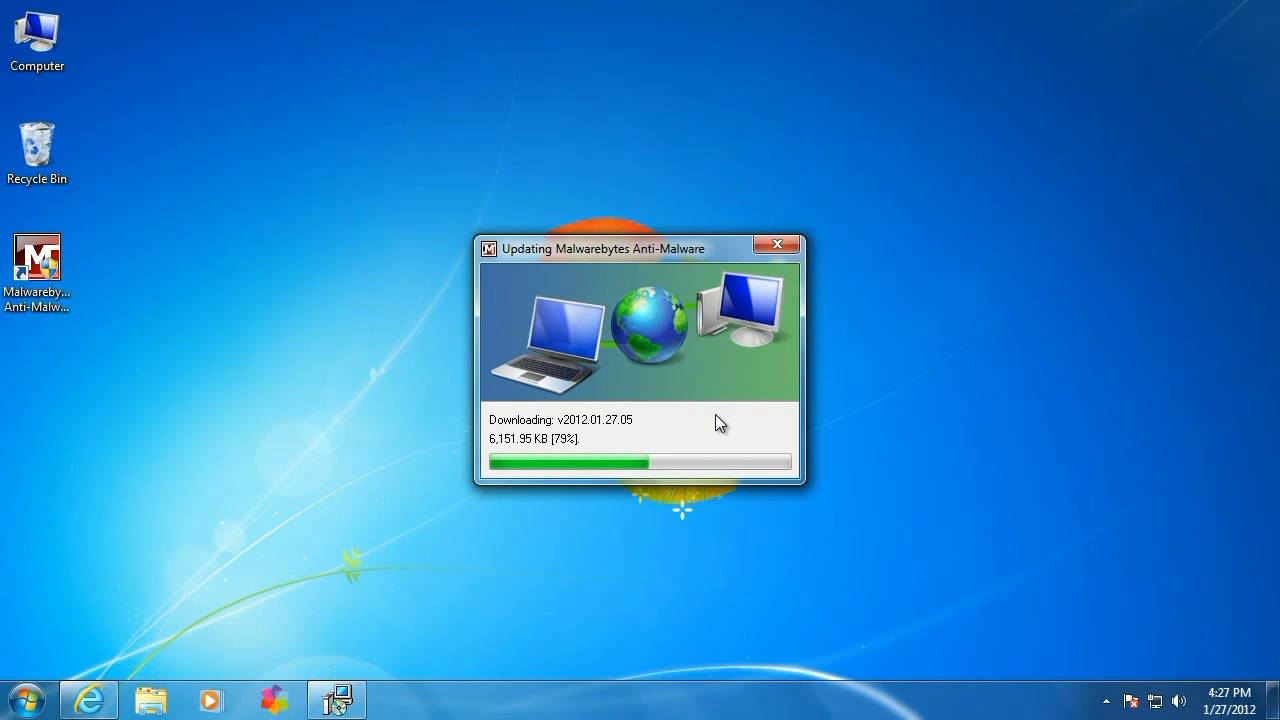 Computer
Recycle Bin
Malwareby...
Anti-Malw...
Updating Malwarebytes Anti-Malware
Downloading: v2012.01.27.05
6,151.95 KB [79%].
4:27 PM
1/27/2012